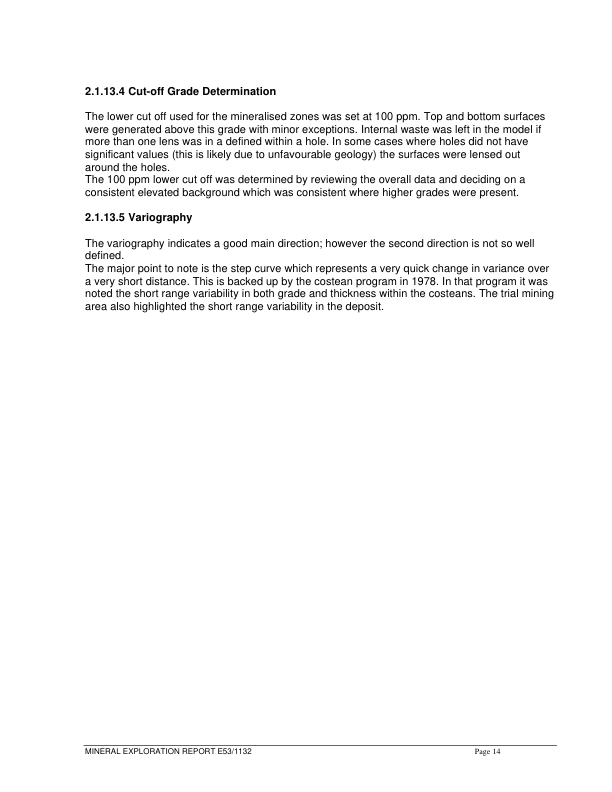 2.1.13.4 Cut-off Grade Determination
The lower cut off used for the mineralised zones was set at 100 ppm. Top and bottom surfaces
were generated above this grade with minor exceptions. Internal waste was left in the model if
more than one lens was in a defined within a hole. In some cases where holes did not have
significant values (this is likely due to unfavourable geology) the surfaces were lensed out
around the holes.
The 100 ppm lower cut off was determined by reviewing the overall data and deciding on a
consistent elevated background which was consistent where higher grades were present.
2.1.13.5 Variography
The variography indicates a good main direction; however the second direction is not so well
defined.
The major point to note is the step curve which represents a very quick change in variance over
a very short distance. This is backed up by the costean program in 1978. In that program it was
noted the short range variability in both grade and thickness within the costeans. The trial mining
area also highlighted the short range variability in the deposit.
MINERAL EXPLORATION REPORT E53/1132 Page 14